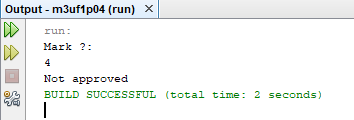 Output - m3uf1p04 (run) ×
run:
Mark ?:
4
Not approved
BUILD SUCCESSFUL (total time: 2 seconds)